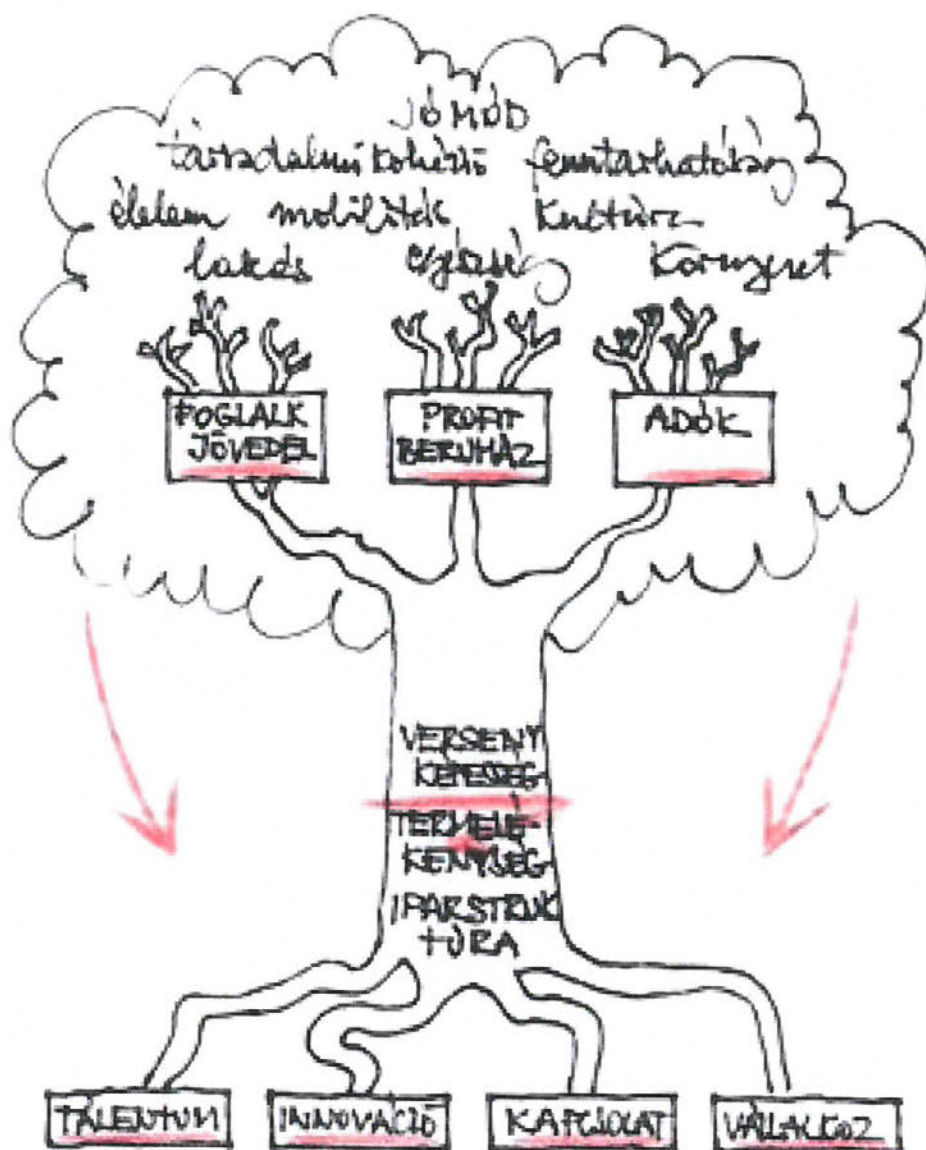 JÓMÓD
társadalmi kohézió fenntarthatóság
élelem mobilitás kultúra
lakás egészség környezet
FOGLALK
JÖVEDEL
PROFIT
BERUHÁZ
ADÓK
VERSENY
KÉPESSÉG
TERMELÉ-
KENYSÉG
IPARSTRUK
TÚRA
TALENTUM
INNOVÁCIÓ
KAPCSOLAT
VÁLLALKOZ